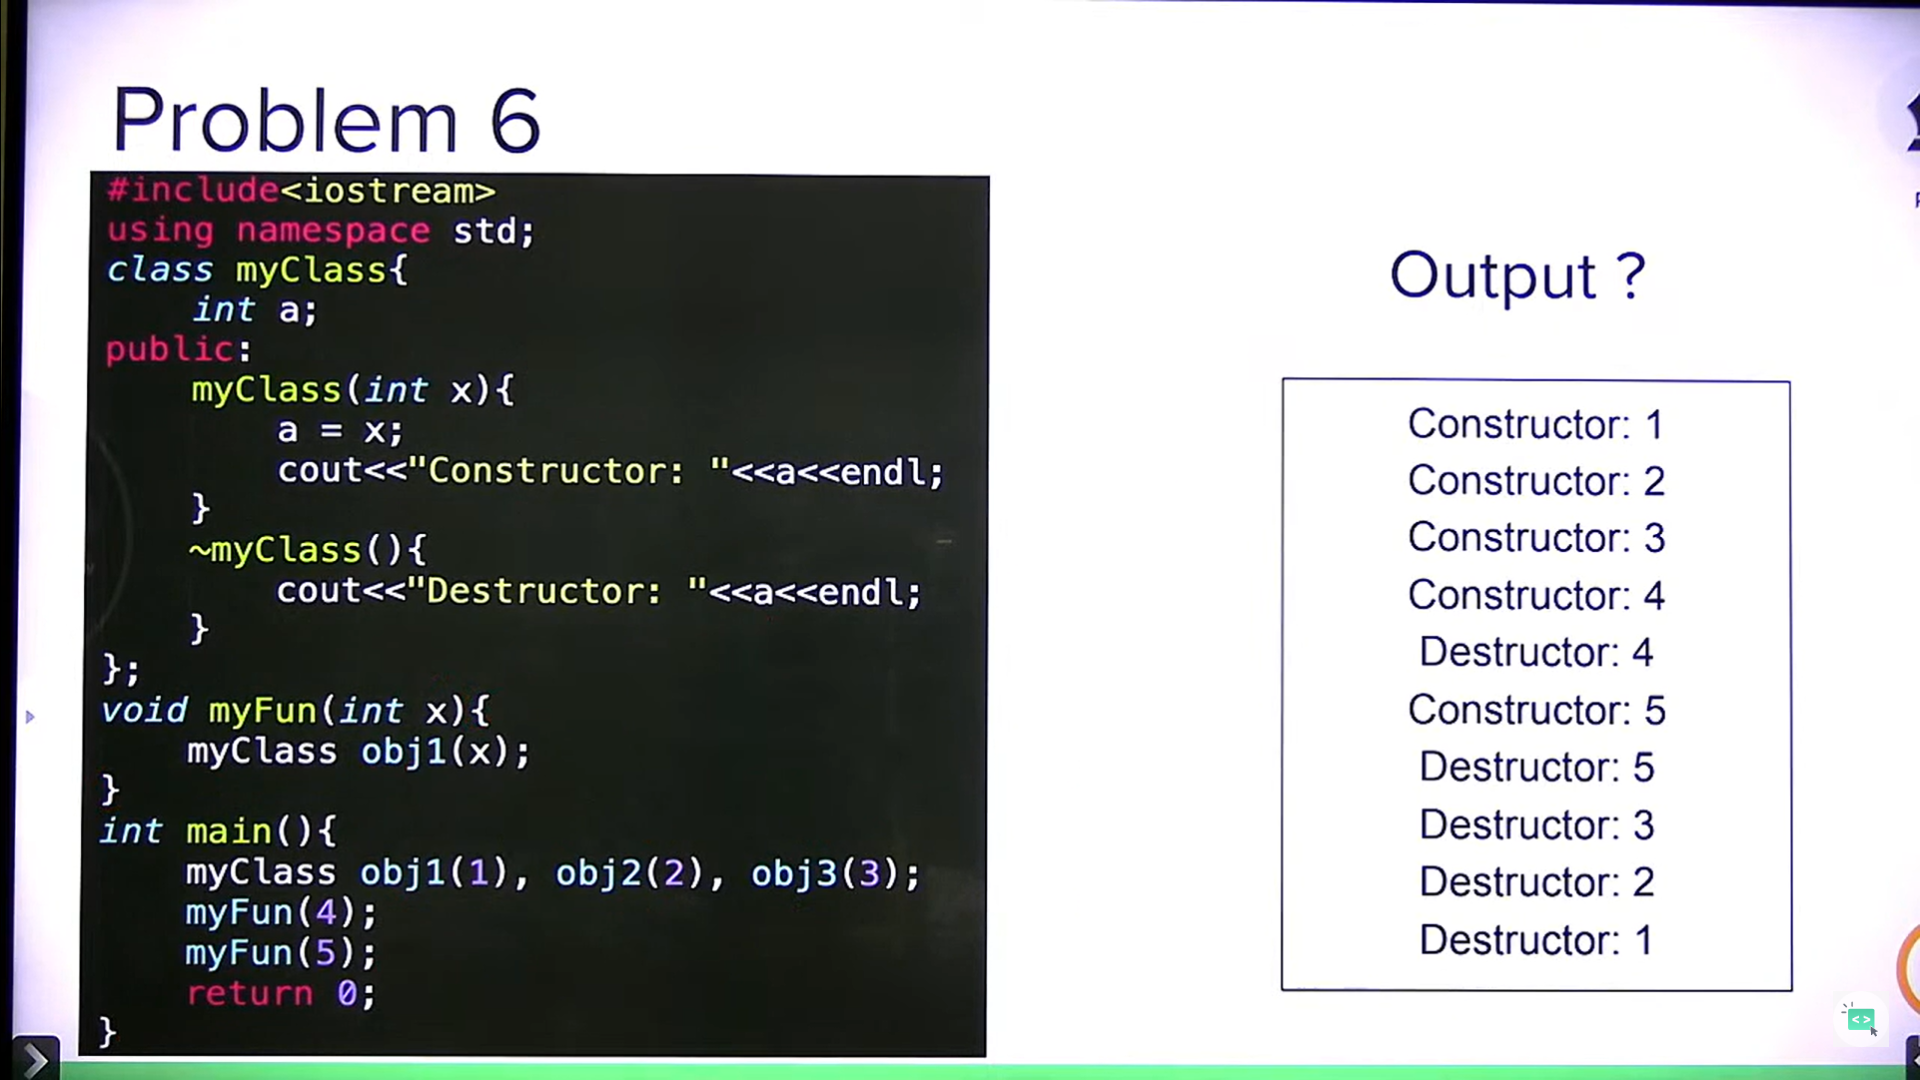 Problem 6
#include<iostream>
using namespace std;
class myClass{
    int a;
public:
    myClass(int x){
        a = x;
        cout<<"Constructor: "<<a<<endl;
    }
    ~myClass(){
        cout<<"Destructor: "<<a<<endl;
    }
};
void myFun(int x){
    myClass obj1(x);
}
int main(){
    myClass obj1(1), obj2(2), obj3(3);
    myFun(4);
    myFun(5);
    return 0;
}
Output ?
Constructor: 1
Constructor: 2
Constructor: 3
Constructor: 4
Destructor: 4
Constructor: 5
Destructor: 5
Destructor: 3
Destructor: 2
Destructor: 1